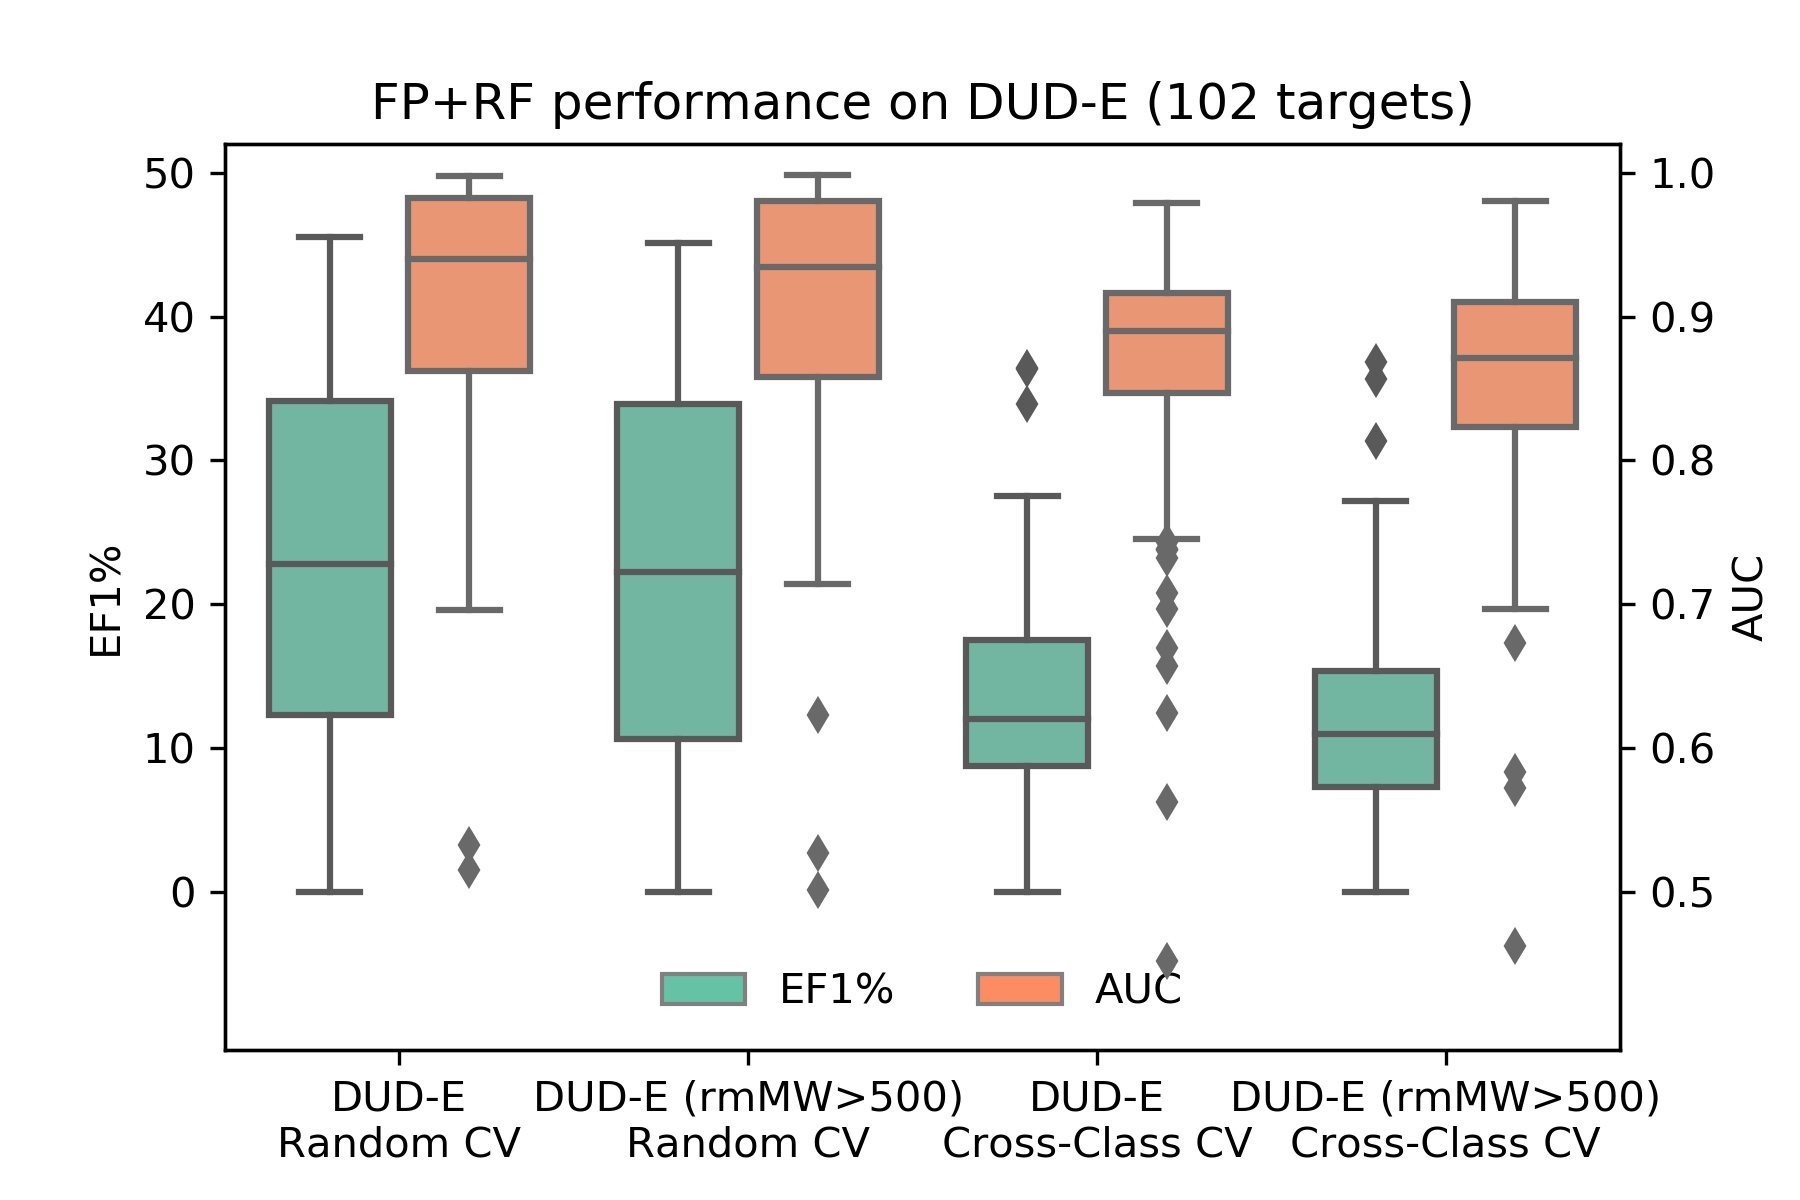 FP+RF performance on DUD-E (102 targets)
EF1%
50
40
30
20
10
0
1.0
0.9
0.8
0.7
0.6
0.5
AUC
EF1%
AUC
DUD-E
Random CV
DUD-E (rmMW>500)
Random CV
DUD-E
Cross-Class CV
DUD-E (rmMW>500)
Cross-Class CV